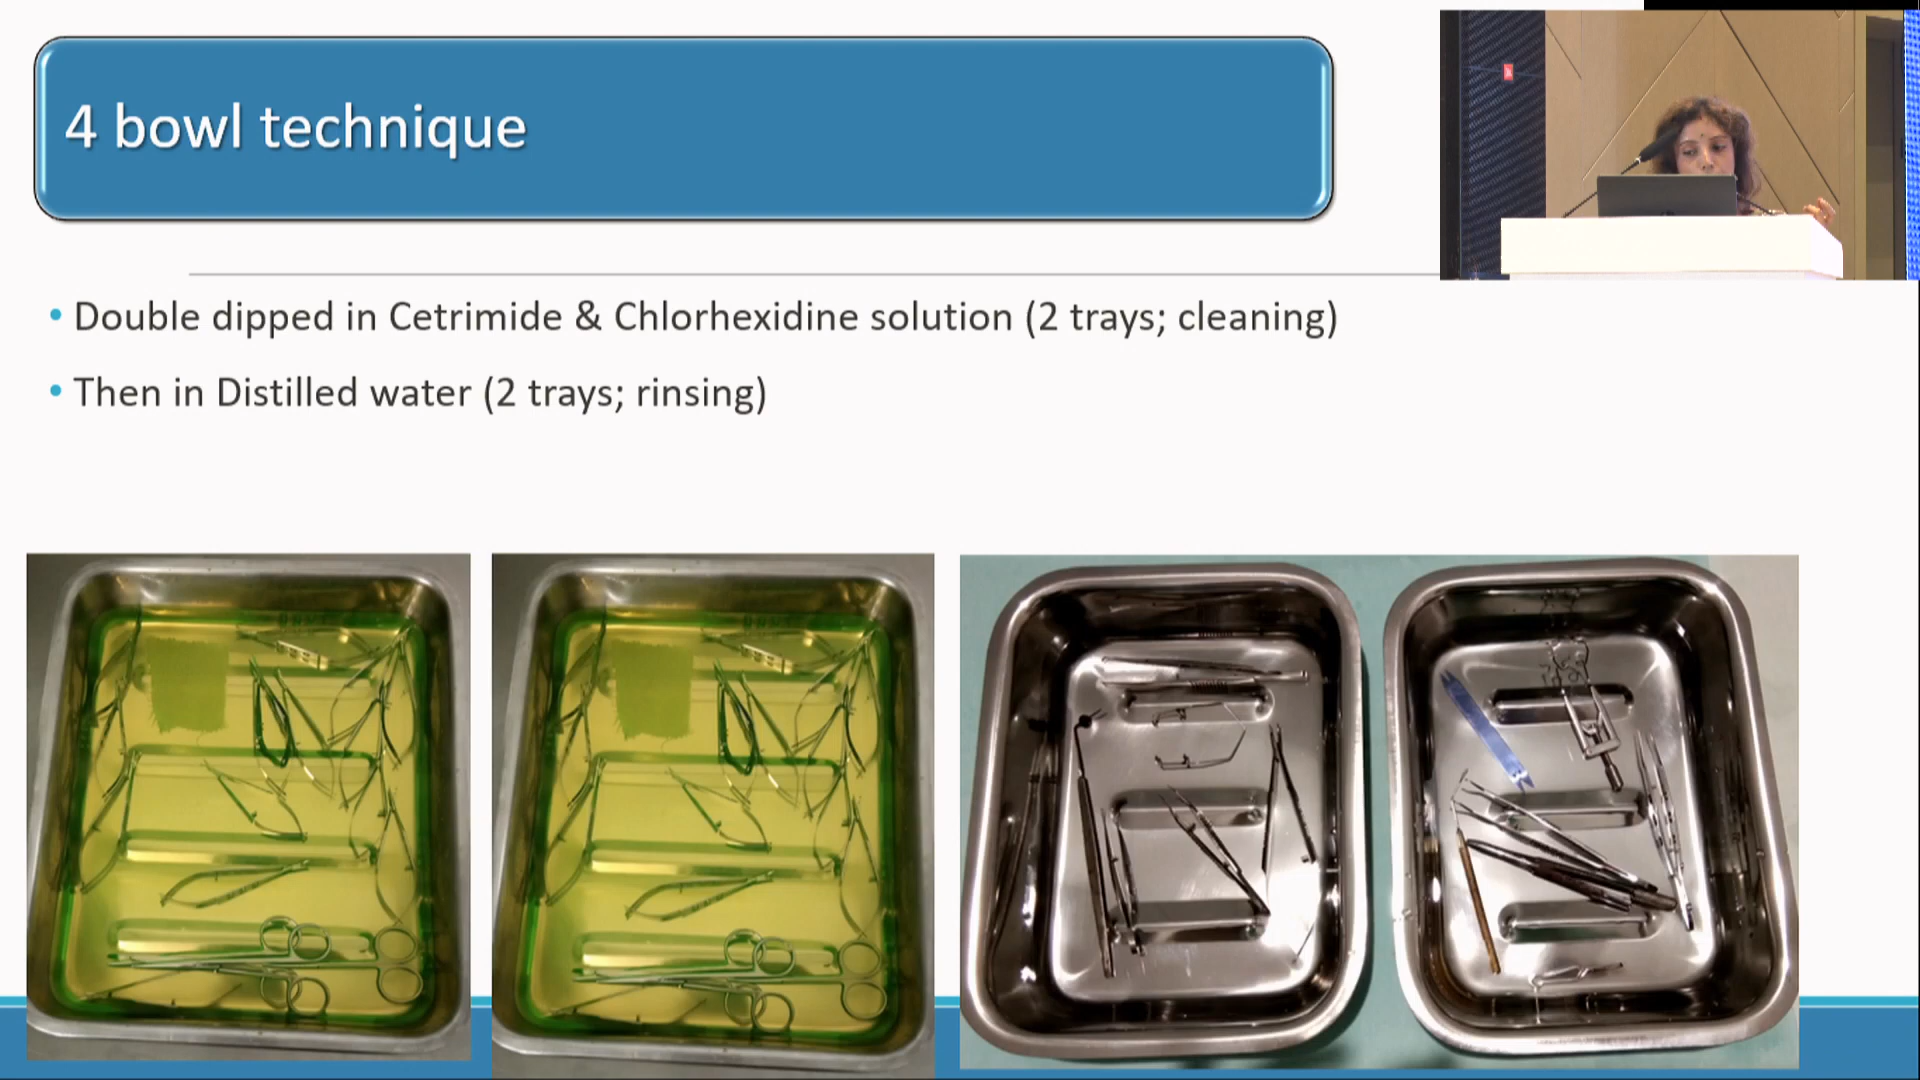 4 bowl technique
• Double dipped in Cetrimide & Chlorhexidine solution (2 trays; cleaning)
• Then in Distilled water (2 trays; rinsing)